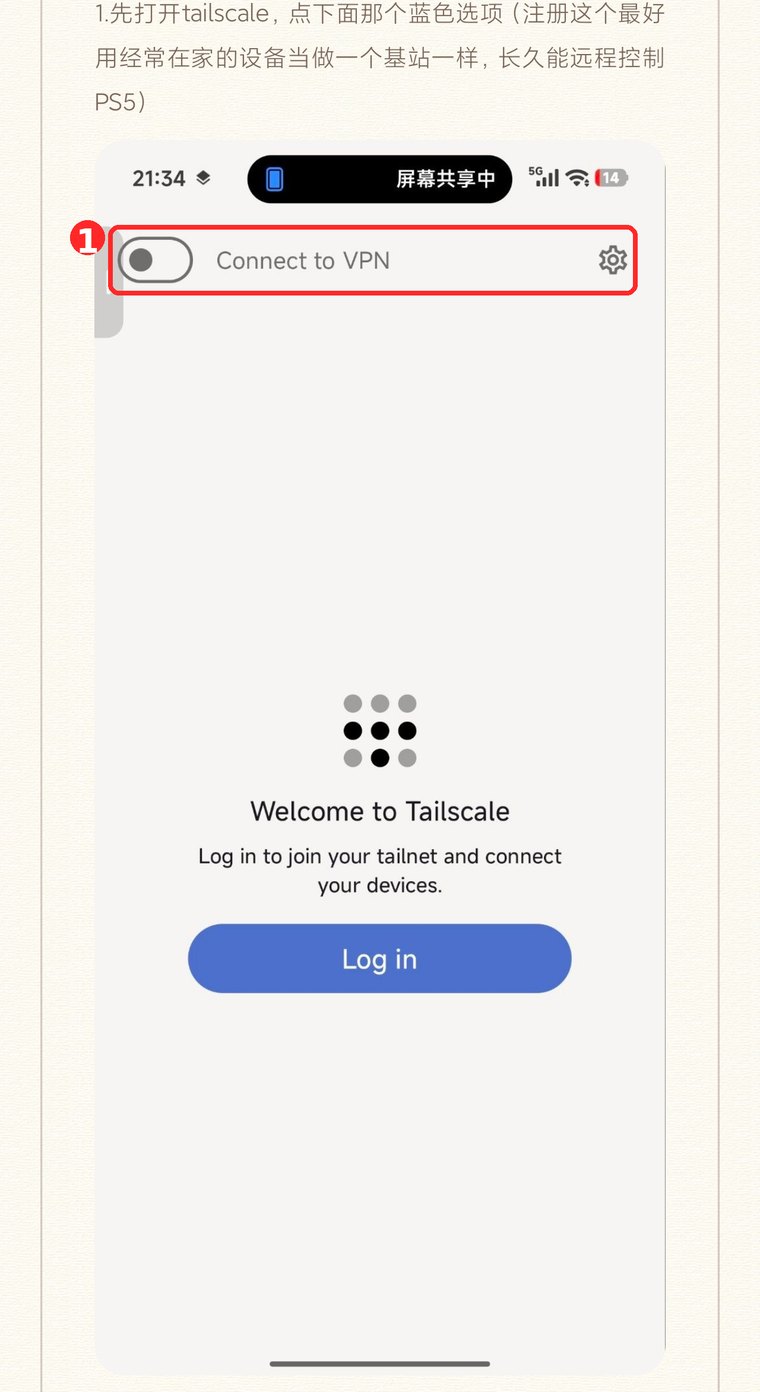 1.先打开tailscale，点下面那个蓝色选项（注册这个最好
用经常在家的设备当做一个基站一样，长久能远程控制
PS5）
21:34 屏幕共享中 5G 14
1 Connect to VPN
Welcome to Tailscale
Log in to join your tailnet and connect
your devices.
Log in